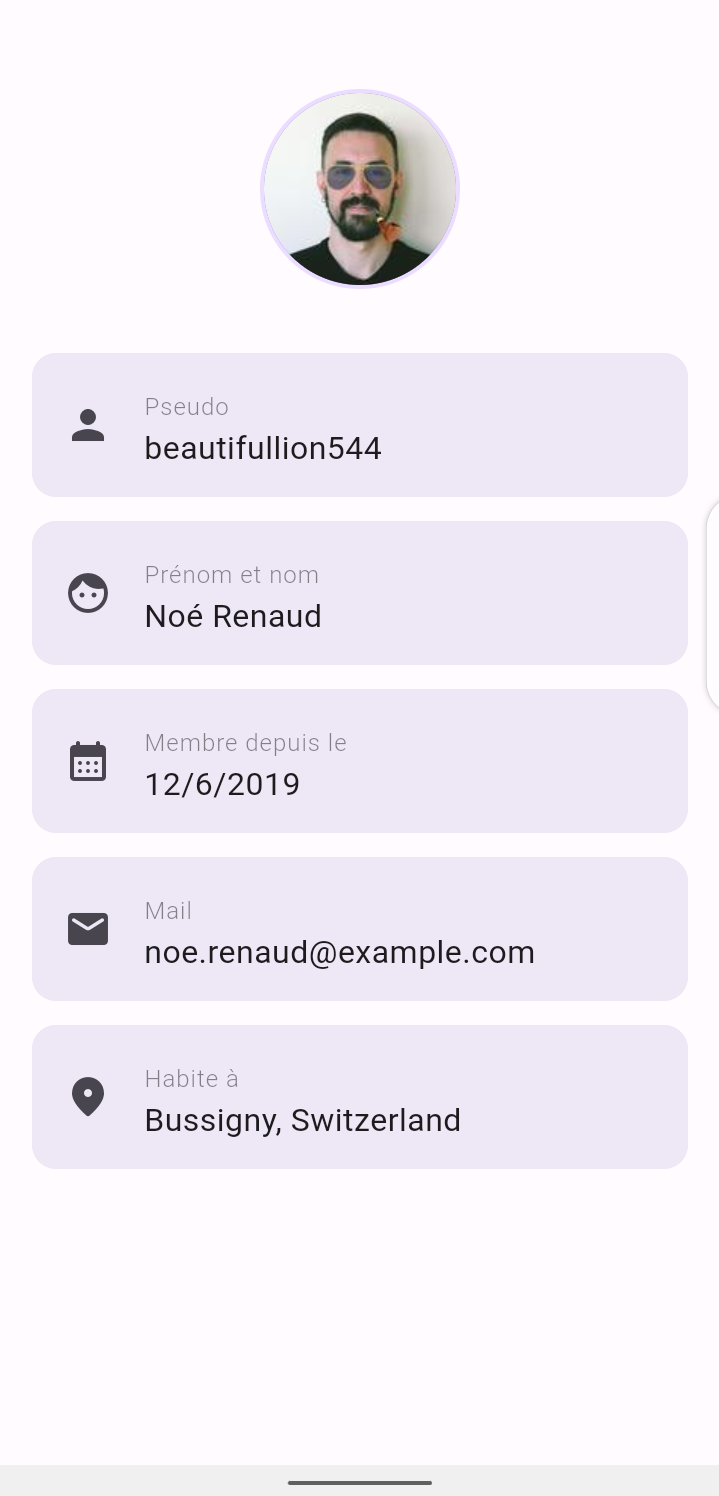 Pseudo
beautifullion544
Prénom et nom
Noé Renaud
Membre depuis le
12/6/2019
Mail
noe.renaud@example.com
Habite à
Bussigny, Switzerland